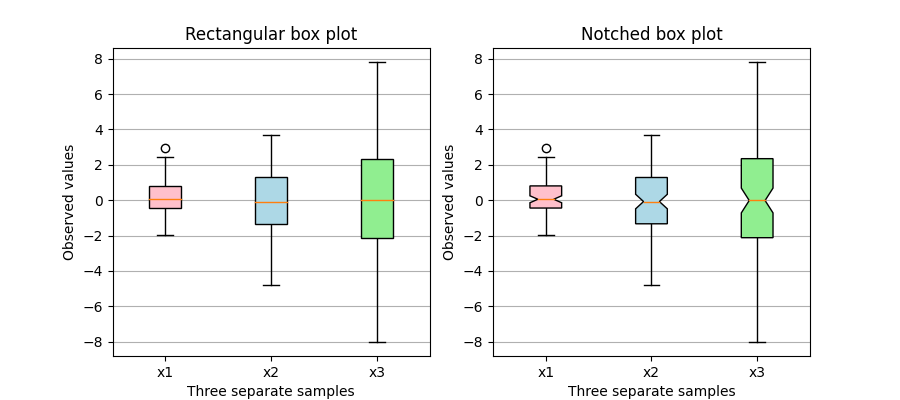 Rectangular box plot
Observed values
8
6
4
2
0
−2
−4
−6
−8
x1 x2 x3
Three separate samples
Notched box plot
Observed values
8
6
4
2
0
−2
−4
−6
−8
x1 x2 x3
Three separate samples